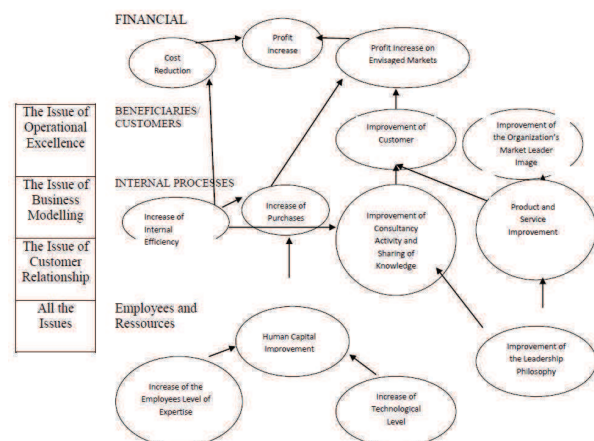 FINANCIAL
Profit
Increase
Cost
Reduction
Profit Increase on
Envisaged Markets
The Issue of
Operational
Excellence
The Issue of
Business
Modelling
The Issue of
Customer
Relationship
All the
Issues
BENEFICIARIES/
CUSTOMERS
Improvement of
Customer
Improvement of
the Organization's
Market Leader
Image
INTERNAL PROCESSES
Increase of
Internal
Efficiency
Increase of
Purchases
Improvement of
Consultancy
Activity and
Sharing of
Knowledge
Product and
Service
Improvement
Employees and
Ressources
Human Capital
Improvement
Improvement of
the Leadership
Philosophy
Increase of the
Employees Level of
Expertise
Increase of
Technological
Level